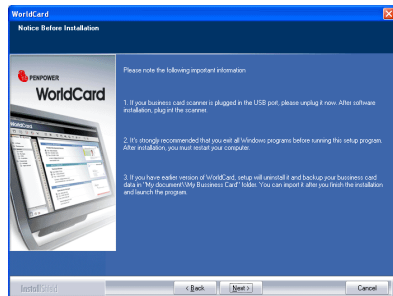 WorldCard
Notice Before Installation
PENPOWER
WorldCard
Please note the following important information
1. If your business card scanner is plugged in the USB port, please unplug it now. After software
installation, plug int the scanner.
2. It's strongly recommended that you exit all Windows programs before running this setup program.
After installation, you must restart your computer.
3. If you have earlier version of WorldCard, setup will uninstall it and backup your bussiness card
data in "My document\My Bussiness Card" folder. You can import it after you finish the installation
and launch the program.
InstallShield
< Back
Next >
Cancel